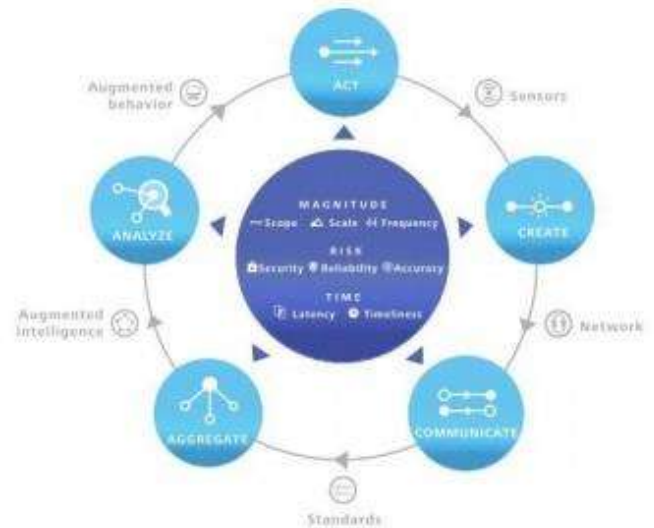 ACT
Augmented
behavior
Sensors
MAGNITUDE
Scope Scale Frequency
RISK
Security Reliability Accuracy
TIME
Latency Timeliness
ANALYZE
CREATE
Augmented
intelligence
Network
AGGREGATE
COMMUNICATE
Standards